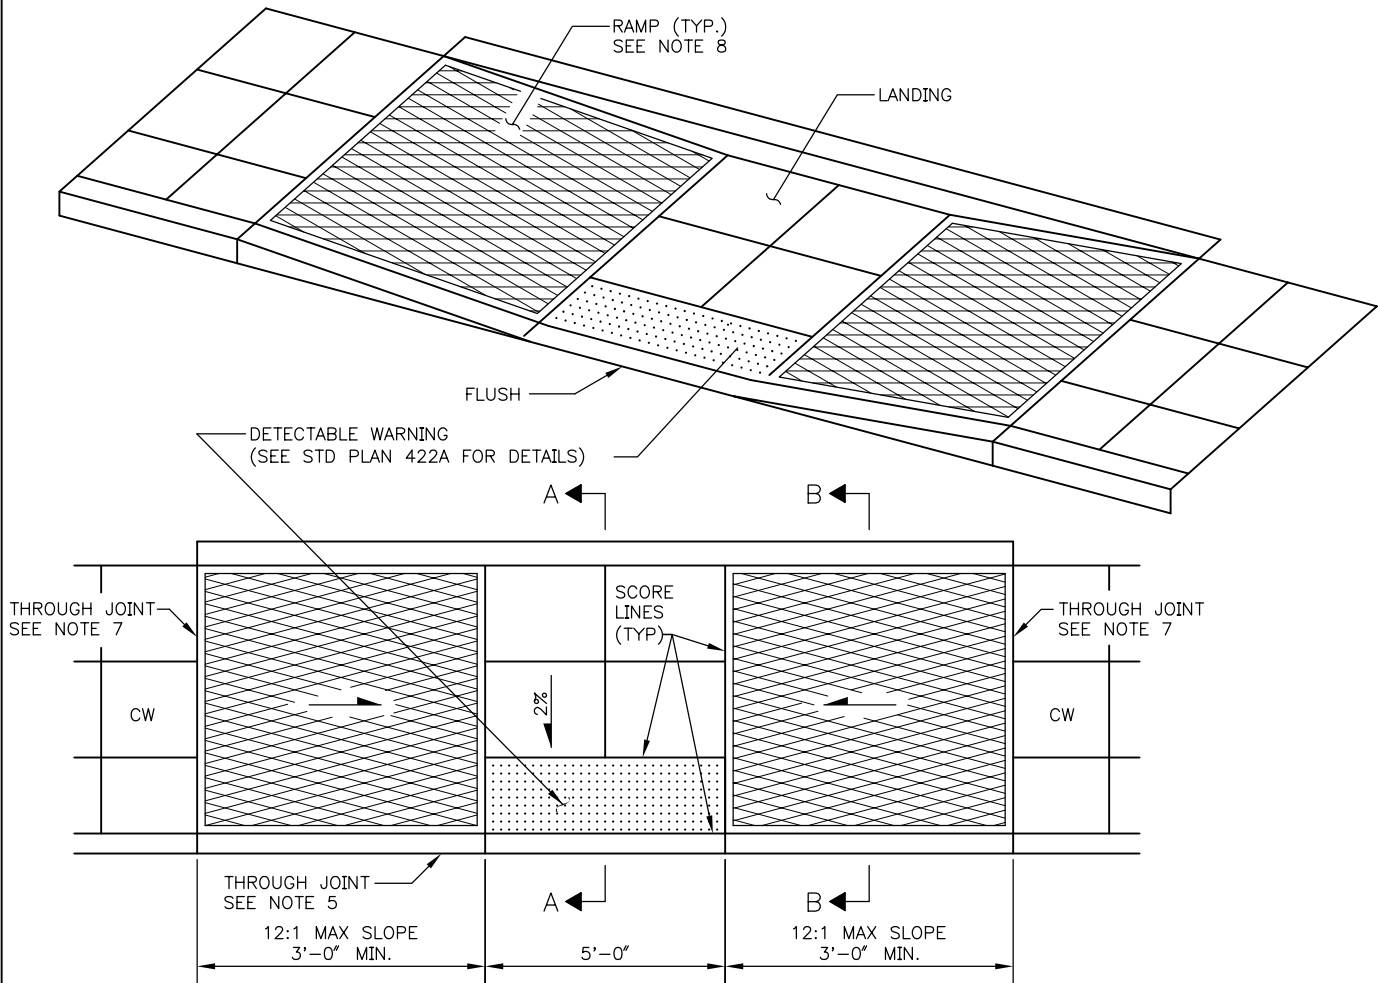 RAMP (TYP.)
SEE NOTE 8
LANDING
FLUSH
DETECTABLE WARNING
(SEE STD PLAN 422A FOR DETAILS)
A
B
THROUGH JOINT
SEE NOTE 7
SCORE
LINES
(TYP)
THROUGH JOINT
SEE NOTE 7
2%
CW
CW
THROUGH JOINT
SEE NOTE 5
A
B
12:1 MAX SLOPE
3'-0" MIN.
5'-0"
12:1 MAX SLOPE
3'-0" MIN.